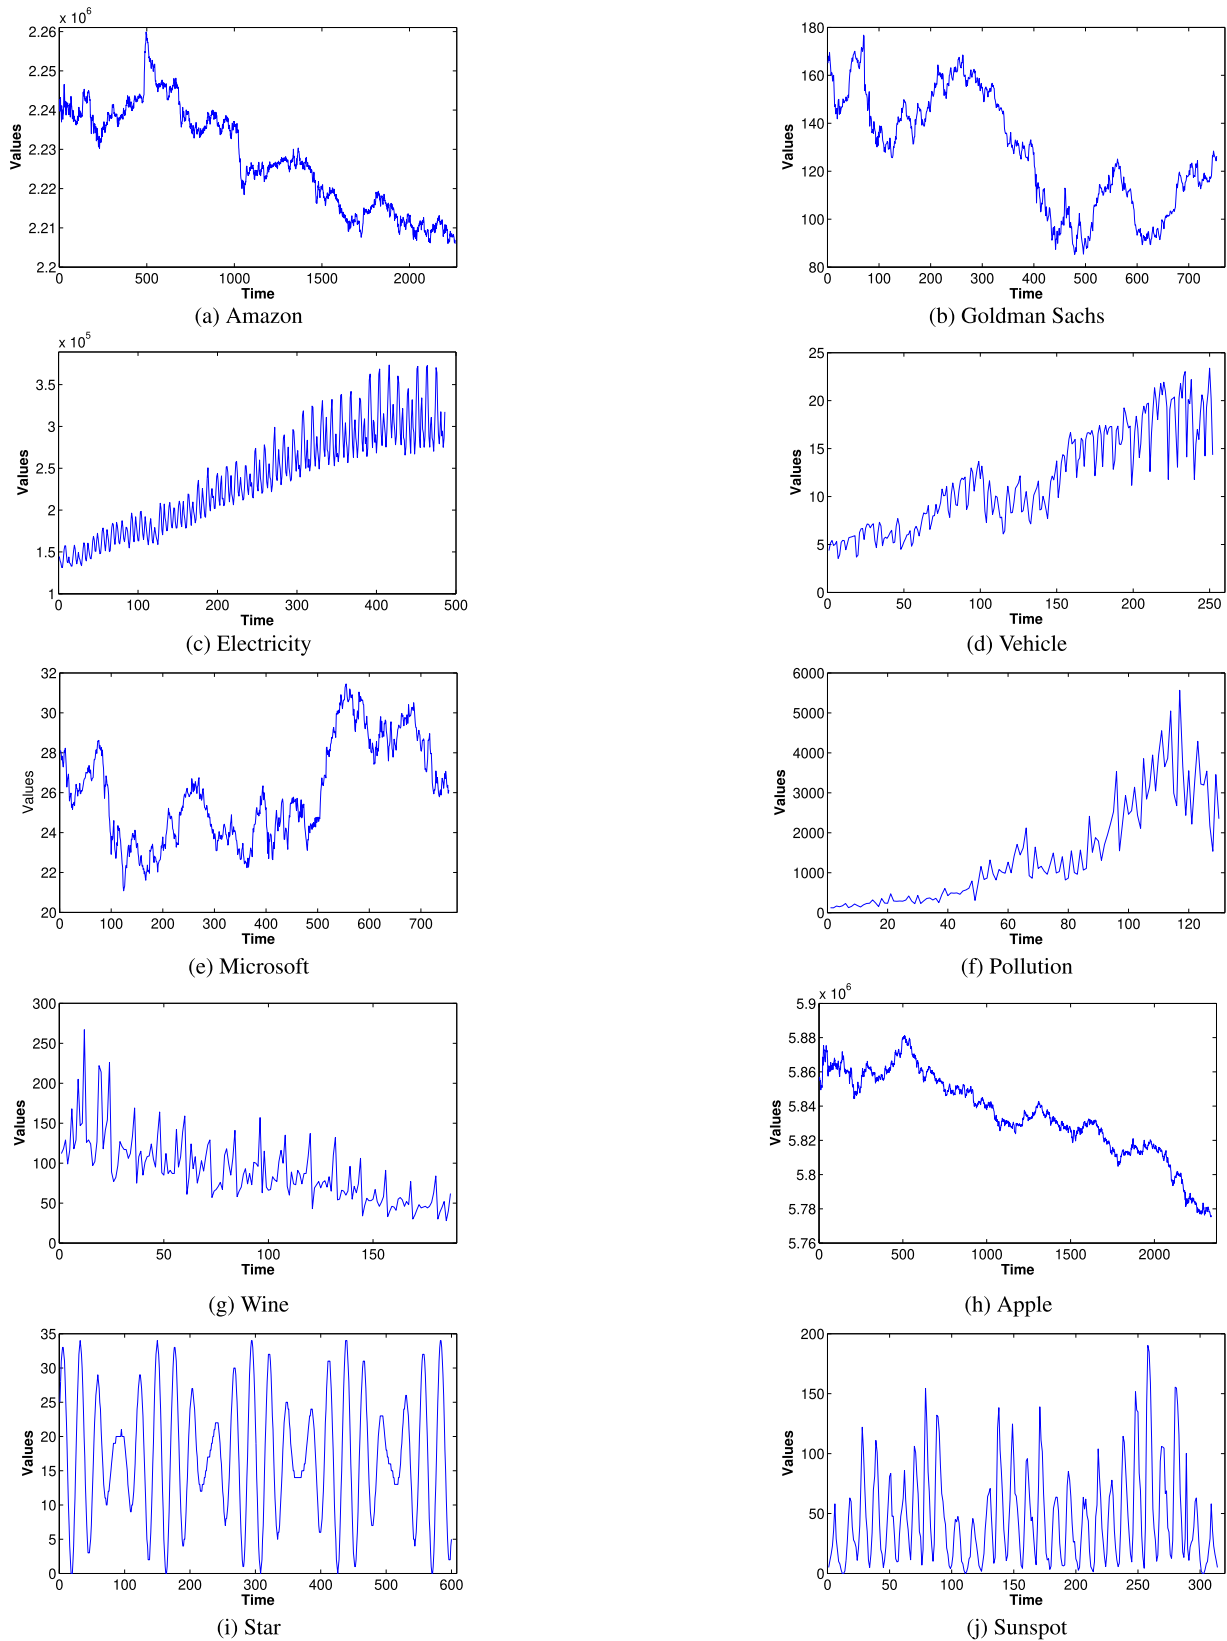 x 10^6
2.26
2.25
2.24
2.23
2.22
2.21
2.2
Values
0 500 1000 1500 2000
Time
(a) Amazon
180
160
140
120
100
80
Values
0 100 200 300 400 500 600 700
Time
(b) Goldman Sachs
x 10^5
3.5
3
2.5
2
1.5
1
Values
0 100 200 300 400 500
Time
(c) Electricity
25
20
15
10
5
0
Values
0 50 100 150 200 250
Time
(d) Vehicle
32
30
28
26
24
22
20
Values
0 100 200 300 400 500 600 700
Time
(e) Microsoft
6000
5000
4000
3000
2000
1000
0
Values
0 20 40 60 80 100 120
Time
(f) Pollution
300
250
200
150
100
50
0
Values
0 50 100 150
Time
(g) Wine
x 10^6
5.9
5.88
5.86
5.84
5.82
5.8
5.78
5.76
Values
0 500 1000 1500 2000
Time
(h) Apple
35
30
25
20
15
10
5
0
Values
0 100 200 300 400 500 600
Time
(i) Star
200
150
100
50
0
Values
0 50 100 150 200 250 300
Time
(j) Sunspot